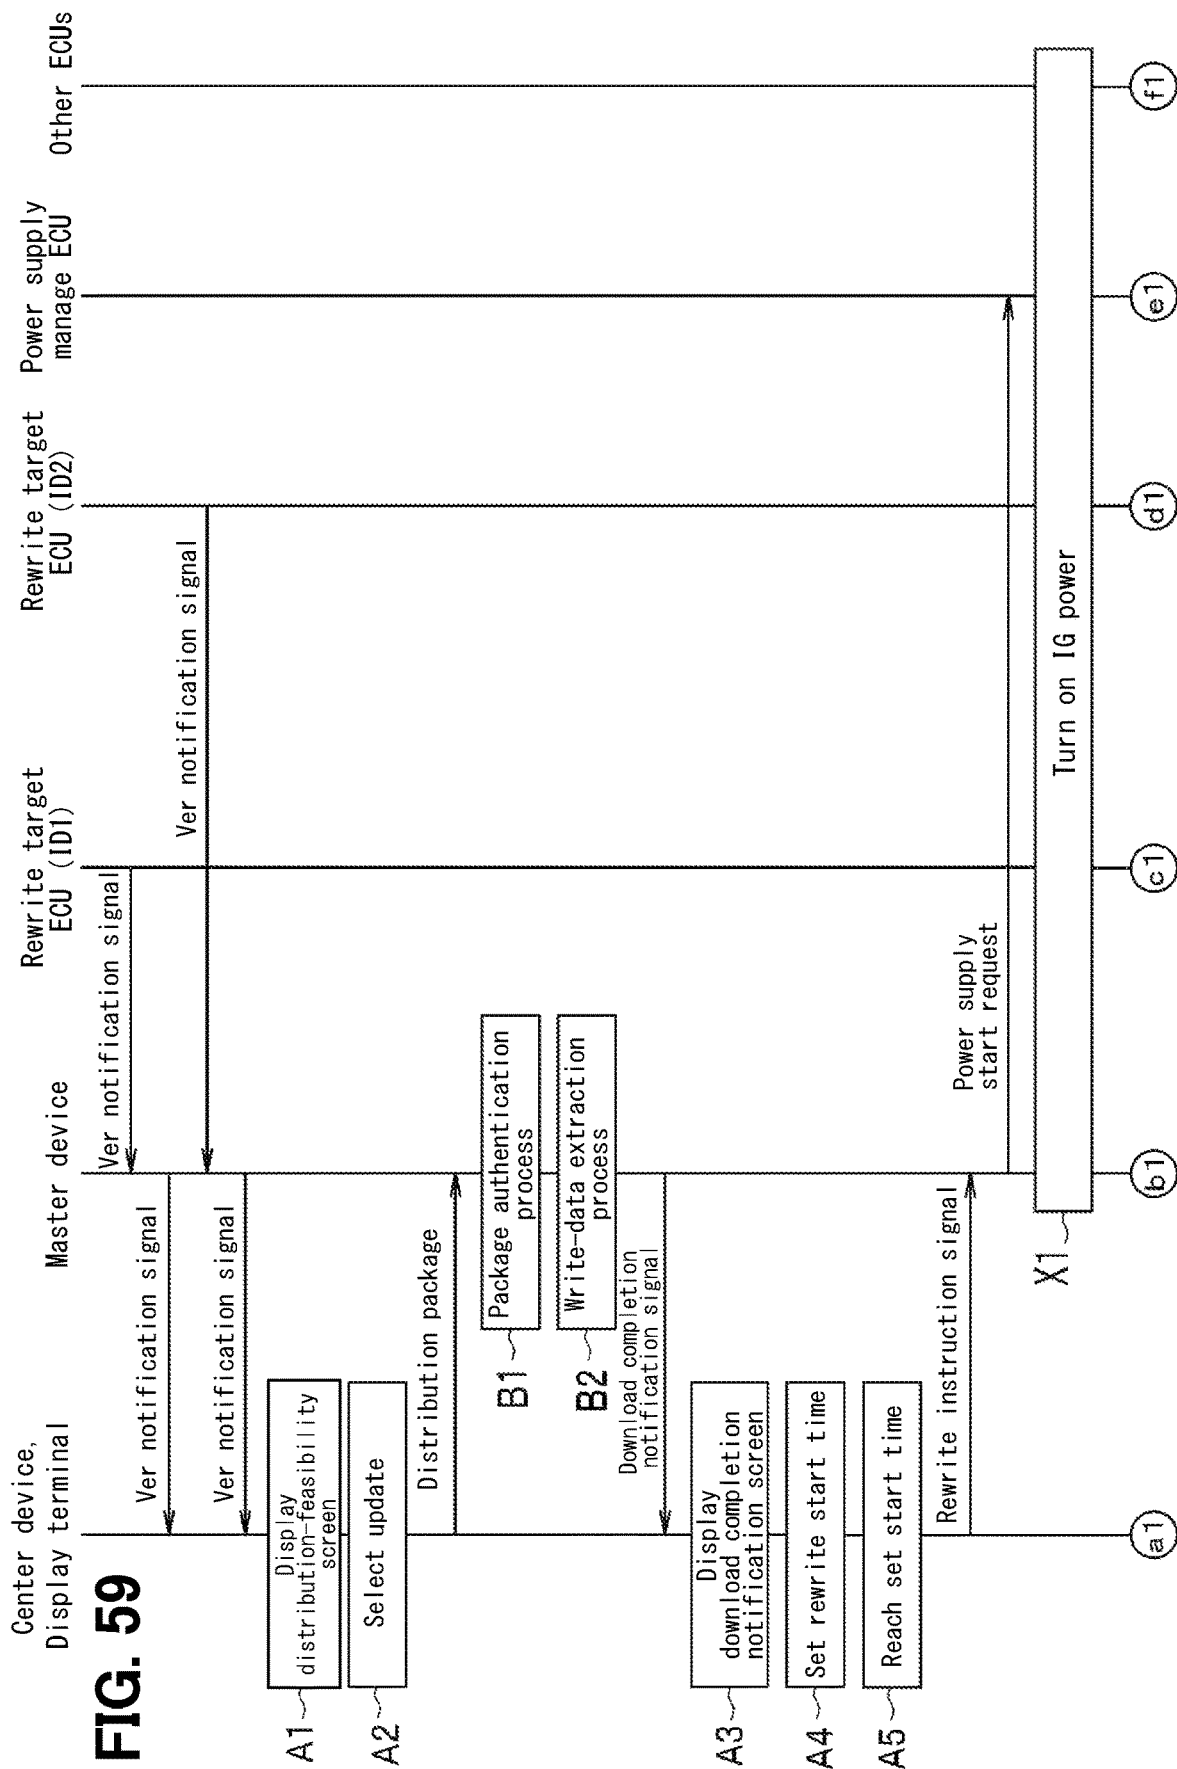 FIG. 59
Center device,
Display terminal
Master device
Rewrite target
ECU (ID1)
Rewrite target
ECU (ID2)
Power supply
manage ECU
Other ECUs
Ver notification signal
Ver notification signal
Ver notification signal
Ver notification signal
A1
Display
distribution-feasibility
screen
A2
Select update
Distribution package
B1
Package authentication
process
B2
Write-data extraction
process
Download completion
notification signal
A3
Display
download completion
notification screen
A4
Set rewrite start time
A5
Reach set start time
Rewrite instruction signal
Power supply
start request
X1
Turn on IG power
a1
b1
c1
d1
e1
f1